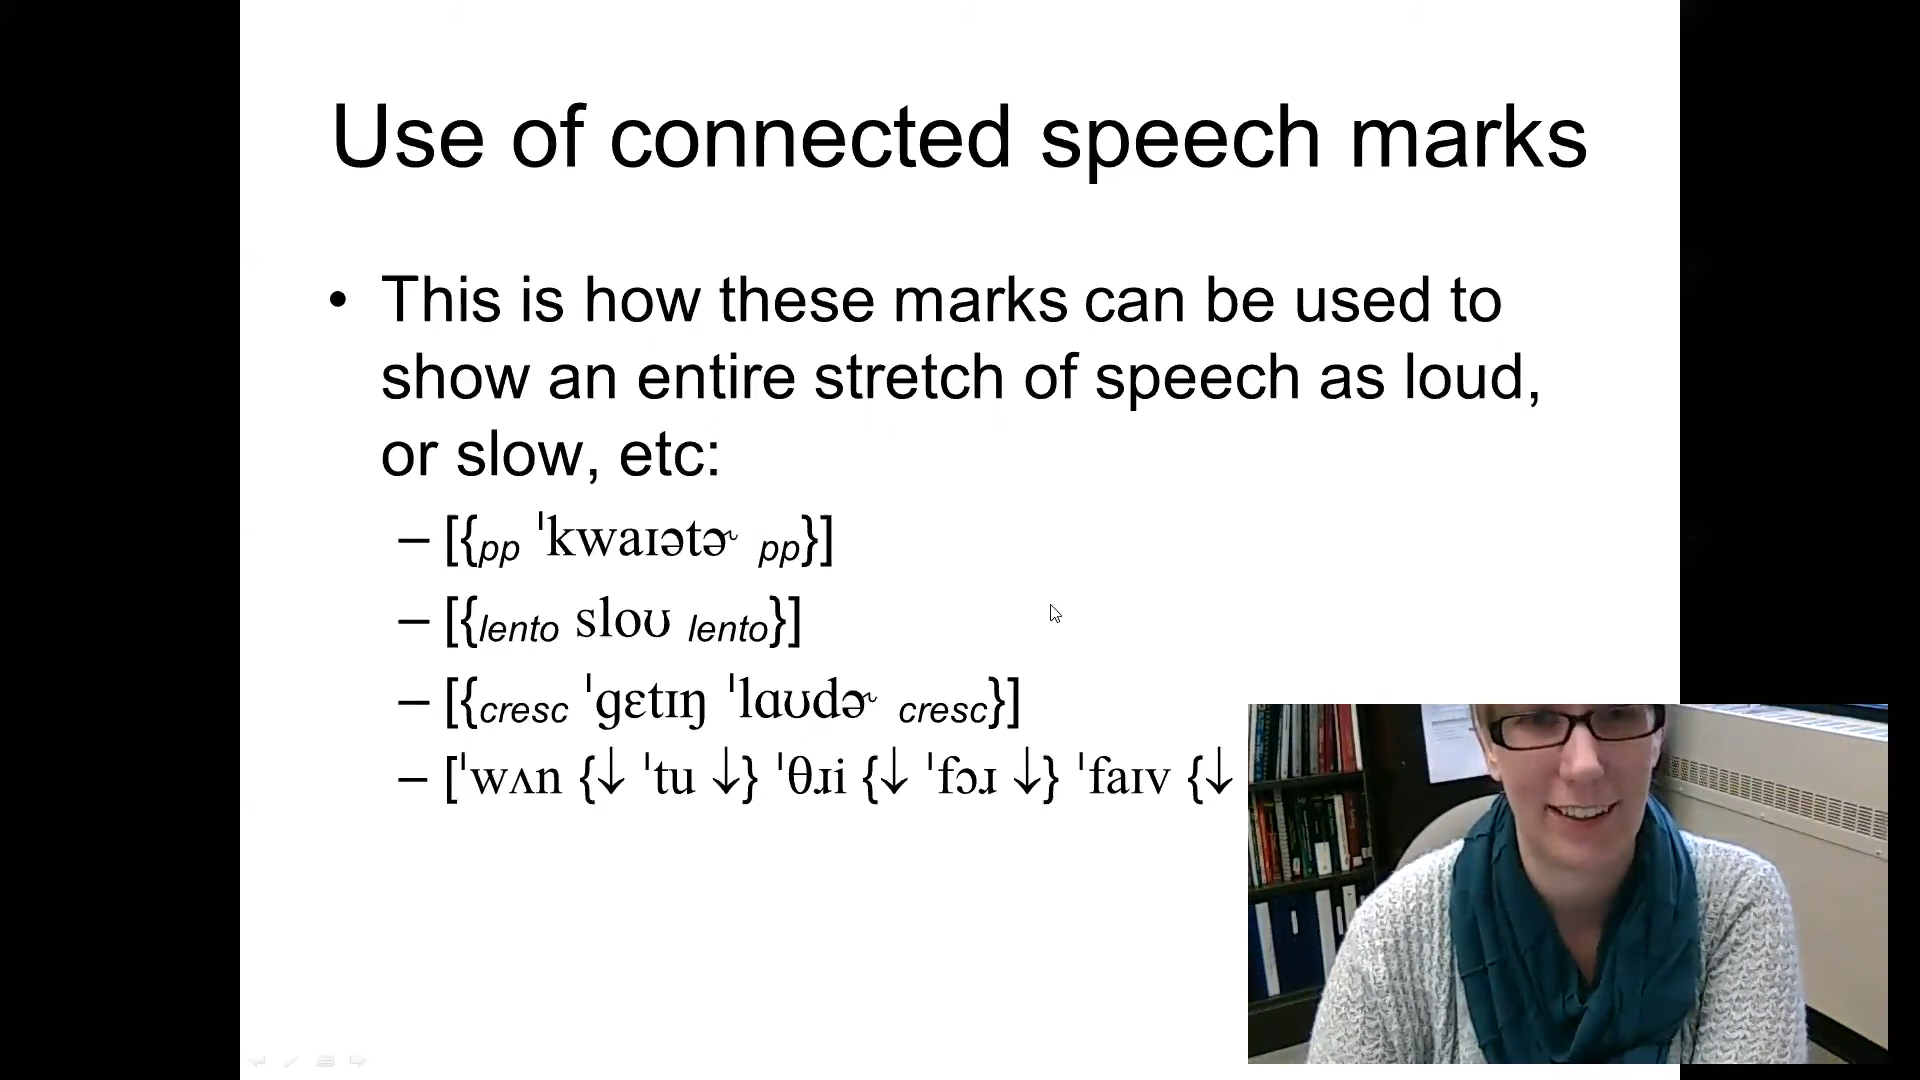 Use of connected speech marks
• This is how these marks can be used to
show an entire stretch of speech as loud,
or slow, etc:
– [{pp ˈkwaɪətɚ pp}]
– [{lento sloʊ lento}]
– [{cresc ˈɡɛtɪŋ ˈlɑʊdɚ cresc}]
– [ˈwʌn {↓ ˈtu ↓} ˈθɹi {↓ ˈfɔɹ ↓} ˈfaɪv {↓